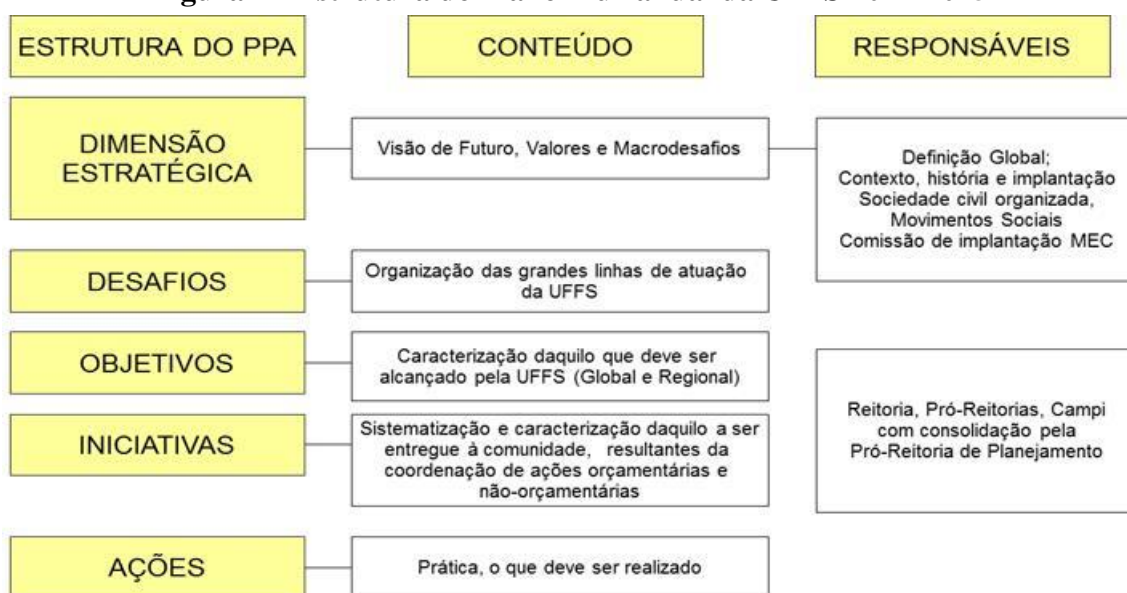 ESTRUTURA DO PPA
CONTEÚDO
RESPONSÁVEIS
DIMENSÃO
ESTRATÉGICA
Visão de Futuro, Valores e Macrodesafios
Definição Global;
Contexto, história e implantação
Sociedade civil organizada,
Movimentos Sociais
Comissão de implantação MEC
DESAFIOS
Organização das grandes linhas de atuação
da UFFS
OBJETIVOS
Caracterização daquilo que deve ser
alcançado pela UFFS (Global e Regional)
INICIATIVAS
Sistematização e caracterização daquilo a ser
entregue à comunidade, resultantes da
coordenação de ações orçamentárias e
não-orçamentárias
Reitoria, Pró-Reitorias, Campi
com consolidação pela
Pró-Reitoria de Planejamento
AÇÕES
Prática, o que deve ser realizado